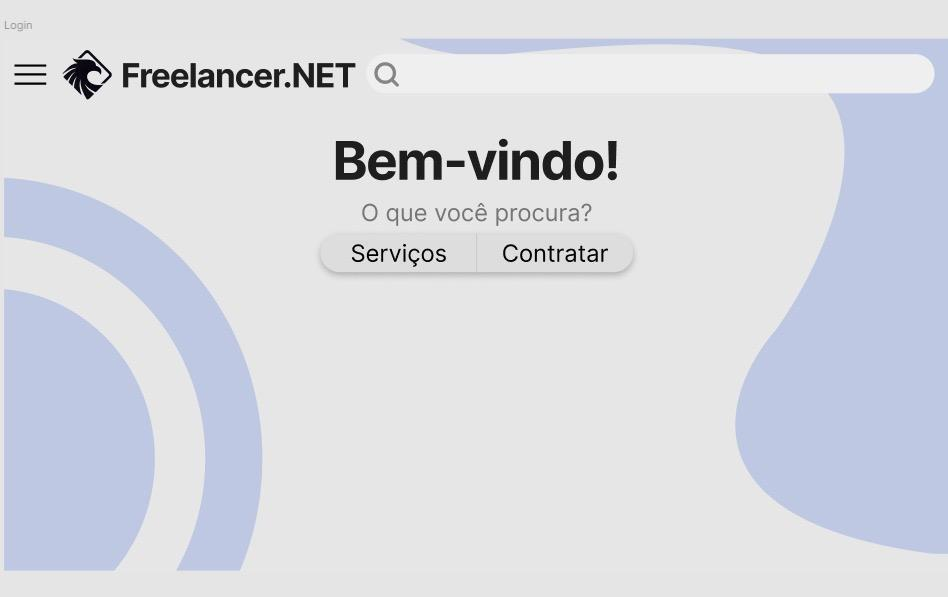 Login
Freelancer.NET
Bem-vindo!
O que você procura?
Serviços
Contratar